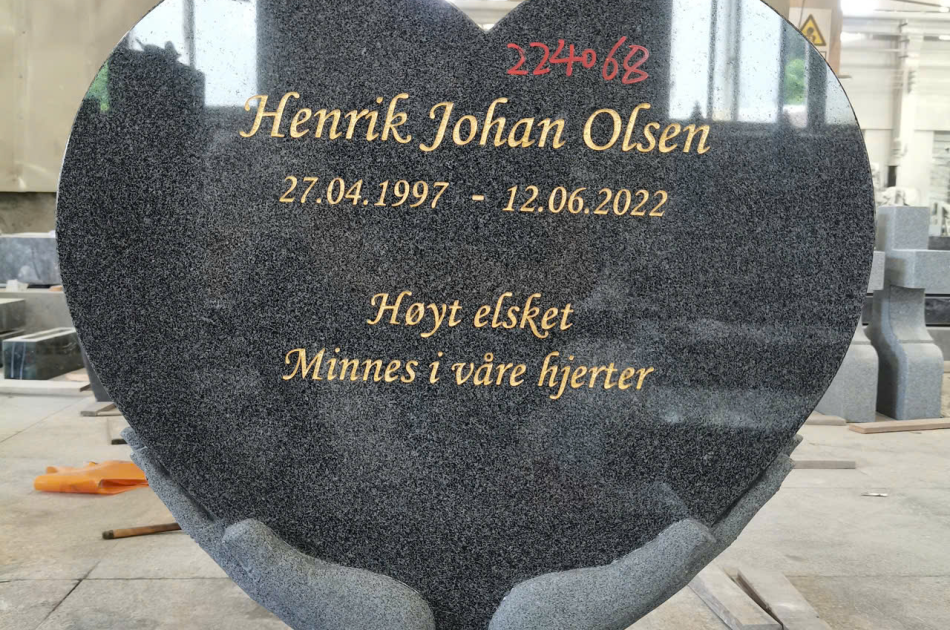 224068
Henrik Johan Olsen
27.04.1997 - 12.06.2022
Høyt elsket
Minnes i våre hjerter